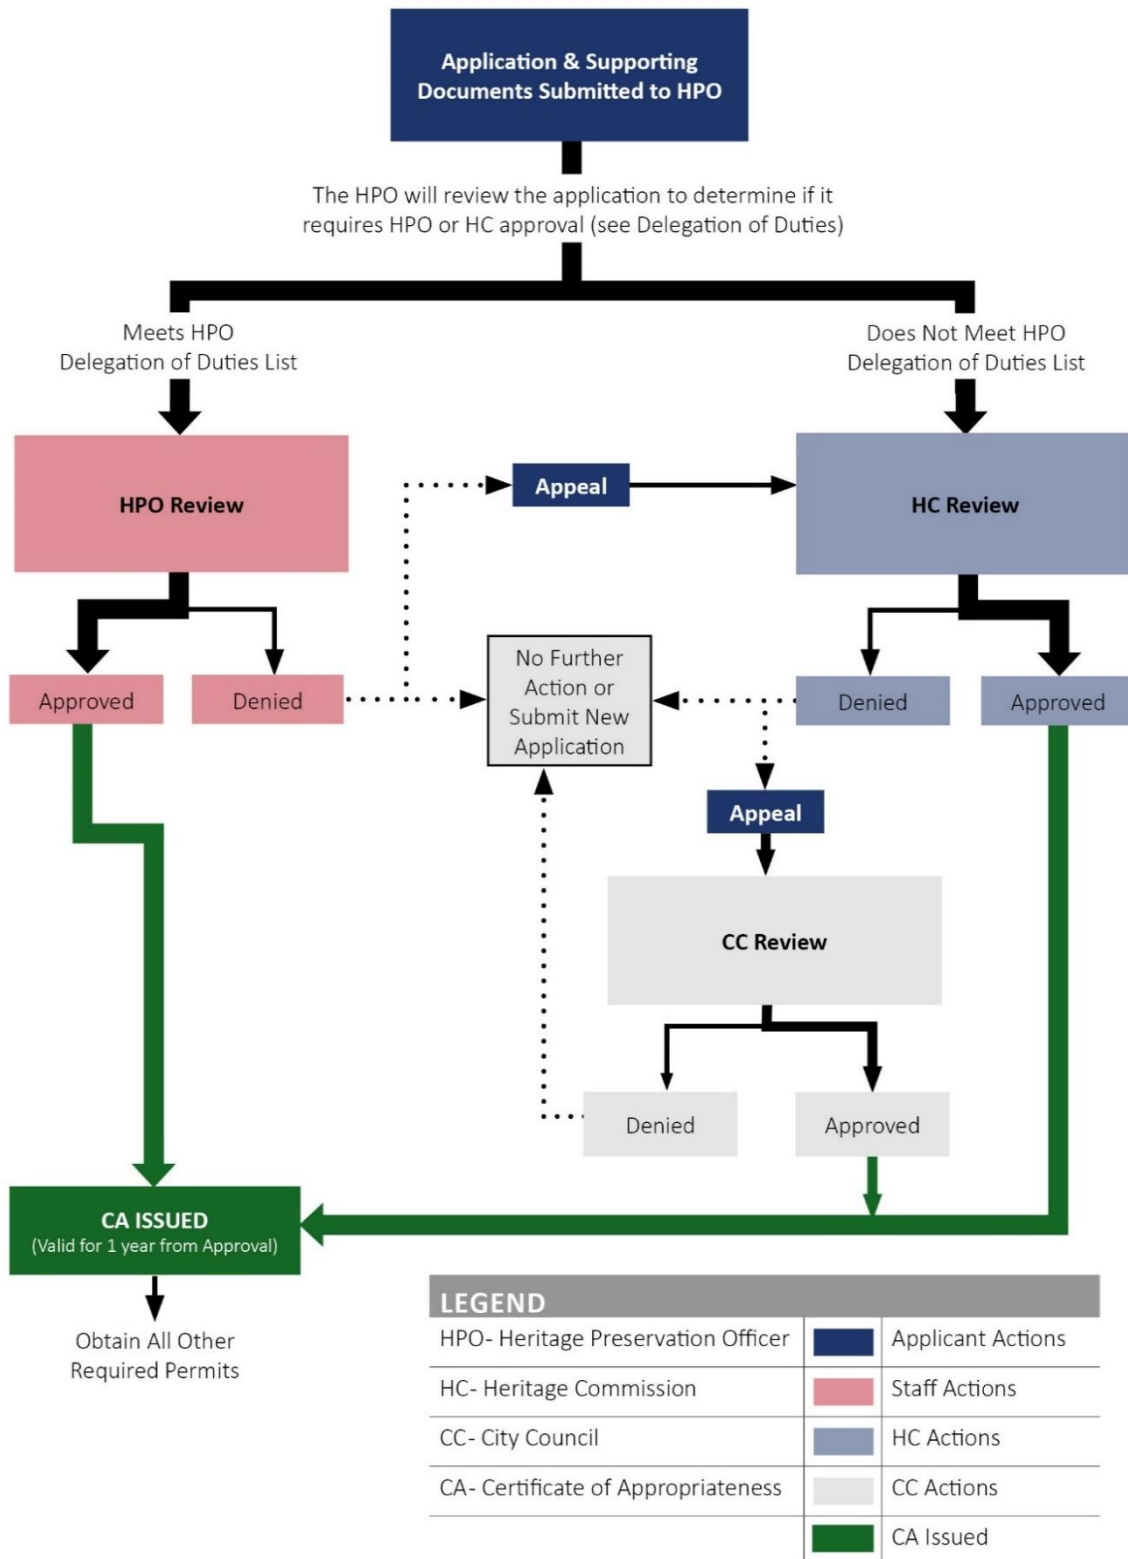 Application & Supporting
Documents Submitted to HPO
The HPO will review the application to determine if it
requires HPO or HC approval (see Delegation of Duties)
Meets HPO
Delegation of Duties List
Does Not Meet HPO
Delegation of Duties List
HPO Review
Appeal
HC Review
Approved
Denied
No Further
Action or
Submit New
Application
Denied
Approved
Appeal
CC Review
Denied
Approved
CA ISSUED
(Valid for 1 year from Approval)
Obtain All Other
Required Permits
LEGEND
HPO- Heritage Preservation Officer
Applicant Actions
HC- Heritage Commission
Staff Actions
CC- City Council
HC Actions
CA- Certificate of Appropriateness
CC Actions
CA Issued